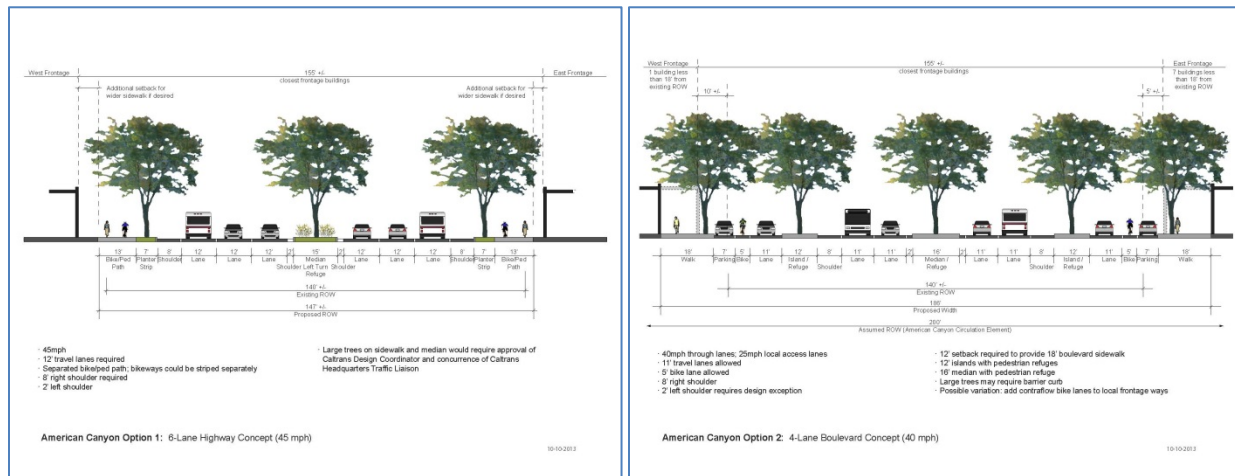 West Frontage
155' +/-
closest frontage buildings
East Frontage
Additional setback for
wider sidewalk if desired
Additional setback for
wider sidewalk if desired
13' 7' 8' 12' 12' 12' 15' 2' 12' 12' 12' 8' 7' 13'
Bike/Ped Path
Planter Strip
Shoulder
Lane
Lane
Lane
Median
Shoulder Left Turn Shoulder
Refuge
Lane
Lane
Lane
Shoulder
Planter Strip
Bike/Ped Path
140' +/-
Existing ROW
147' +/-
Proposed ROW
· 45mph
· 12' travel lanes required
· Separated bike/ped path; bikeways could be striped separately
· 8' right shoulder required
· 2' left shoulder
· Large trees on sidewalk and median would require approval of
Caltrans Design Coordinator and concurrence of Caltrans
Headquarters Traffic Liaison
American Canyon Option 1: 6-Lane Highway Concept (45 mph)
10-10-2012
West Frontage
1 building less
than 18' from
existing ROW
155' +/-
closest frontage buildings
East Frontage
7 buildings less
than 18' from
existing ROW
10' +/-
5' +/-
18' 7' 5' 11' 12' 8' 11' 11' 2' 16' 2' 11' 11' 8' 12' 11' 5' 7' 18'
Walk
Parking
Bike
Lane
Island / Refuge
Shoulder
Lane
Lane
Median / Refuge
Lane
Lane
Shoulder
Island / Refuge
Lane
Bike
Parking
Walk
140' +/-
Existing ROW
Proposed Width
Assumed ROW (American Canyon Circulation Element)
· 40mph through lanes; 25mph local access lanes
· 11' travel lanes allowed
· 5' bike lane allowed
· 8' right shoulder
· 2' left shoulder requires design exception
· 12' setback required to provide 18' boulevard sidewalk
· 12' islands with pedestrian refuges
· 16' median with pedestrian refuge
· Large trees may require barrier curb
· Possible variation: add contraflow bike lanes to local frontage ways
American Canyon Option 2: 4-Lane Boulevard Concept (40 mph)
10-10-2012